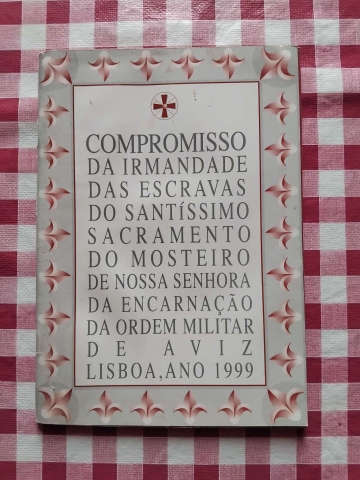 COMPROMISSO
DA IRMANDADE
DAS ESCRAVAS
DO SANTÍSSIMO
SACRAMENTO
DO MOSTEIRO
DE NOSSA SENHORA
DA ENCARNAÇÃO
DA ORDEM MILITAR
DE AVIZ
LISBOA, ANO 1999